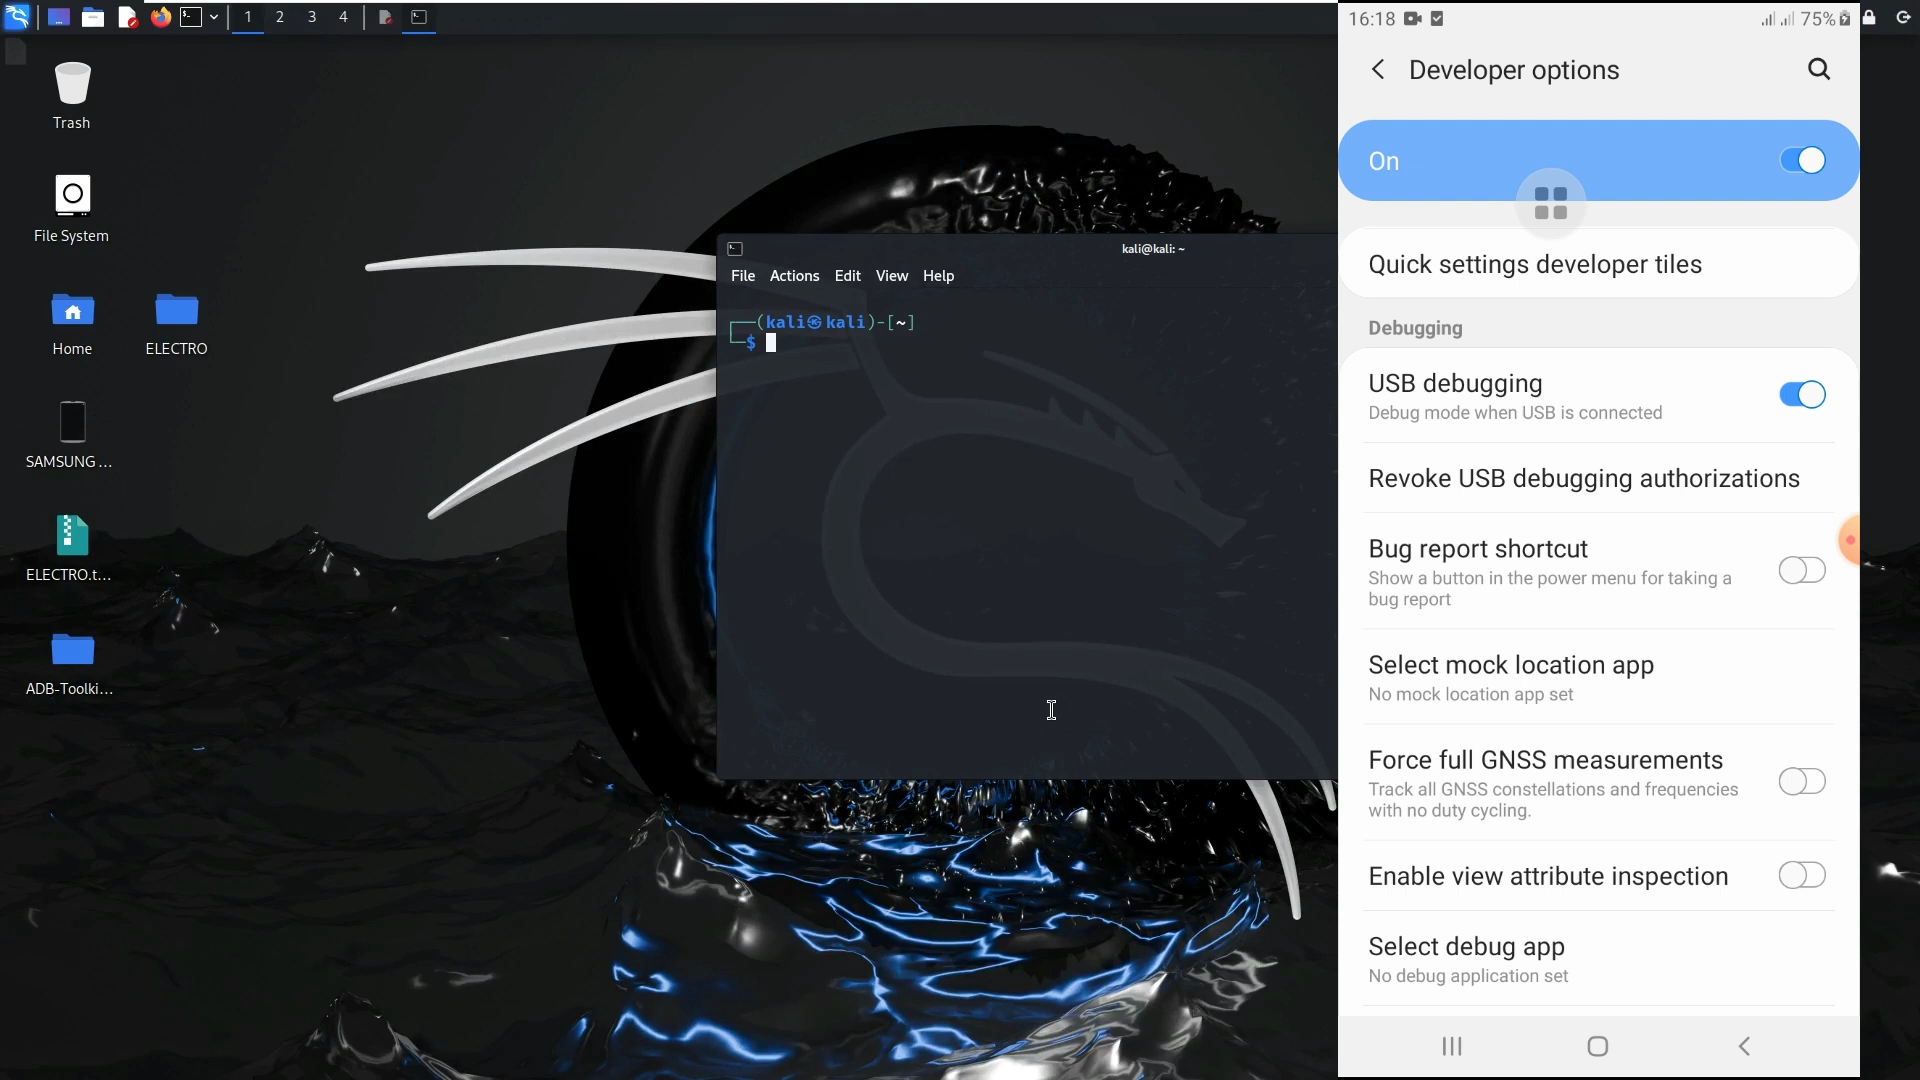 1 2 3 4
Trash
File System
Home
ELECTRO
SAMSUNG ...
ELECTRO.t...
ADB-Toolki...
kali@kali: ~
File Actions Edit View Help
┌──(kali㉿kali)-[~]
└─$
16:18 75%
Developer options
On
Quick settings developer tiles
Debugging
USB debugging
Debug mode when USB is connected
Revoke USB debugging authorizations
Bug report shortcut
Show a button in the power menu for taking a
bug report
Select mock location app
No mock location app set
Force full GNSS measurements
Track all GNSS constellations and frequencies
with no duty cycling.
Enable view attribute inspection
Select debug app
No debug application set